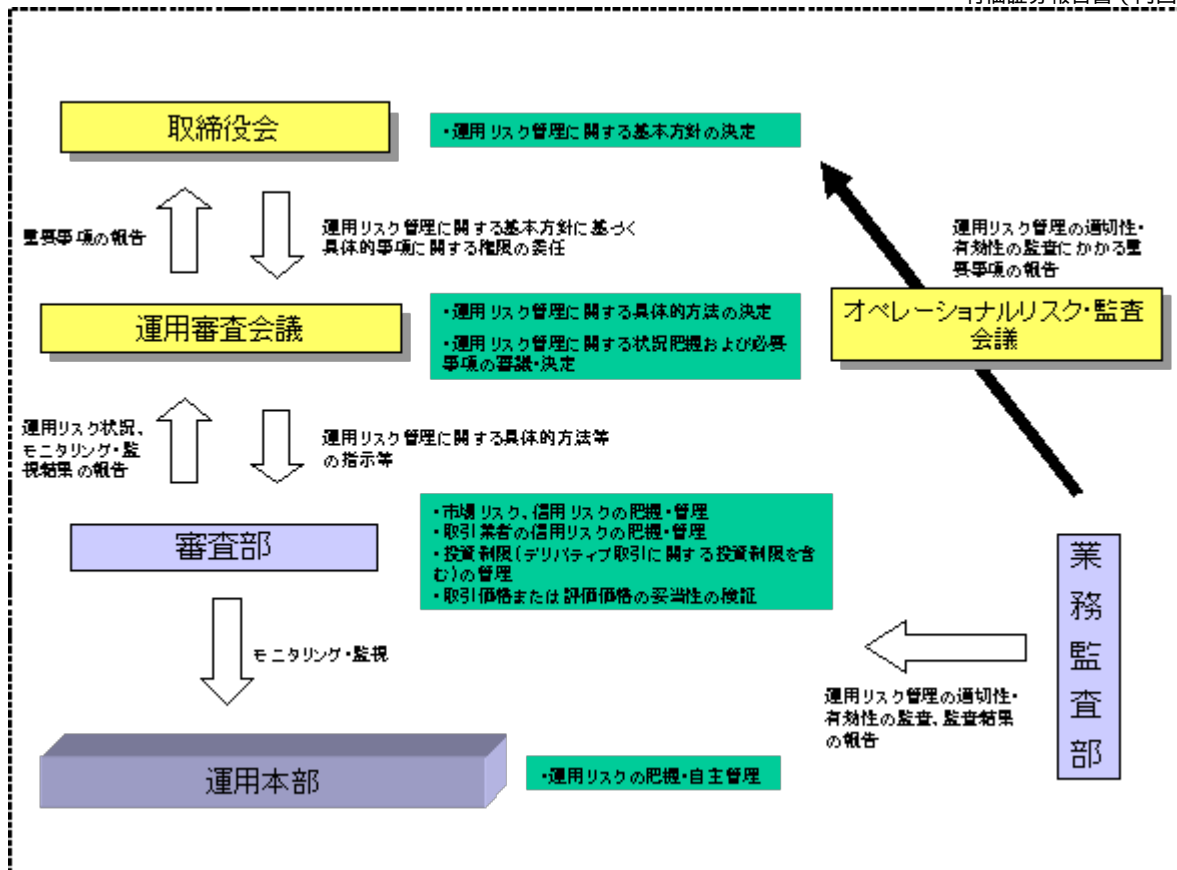 取締役会
・運用リスク管理に関する基本方針の決定
重要事項の報告
運用リスク管理に関する基本方針に基づく
具体的事項に関する権限の委任
運用リスク管理の適切性・
有効性の監査にかかる重
要事項の報告
運用審査会議
・運用リスク管理に関する具体的方法の決定
・運用リスク管理に関する状況把握および必要
事項の審議・決定
オペレーショナルリスク・監査
会議
運用リスク状況、
モニタリング・監
視結果の報告
運用リスク管理に関する具体的方法等
の指示等
審査部
・市場リスク、信用リスクの把握・管理
・取引業者の信用リスクの把握・管理
・投資制限(デリバティブ取引に関する投資制限を含
む)の管理
・取引価格または評価価格の妥当性の検証
業務監査部
モニタリング・監視
運用リスク管理の適切性・
有効性の監査、監査結果
の報告
運用本部
・運用リスクの把握・自主管理